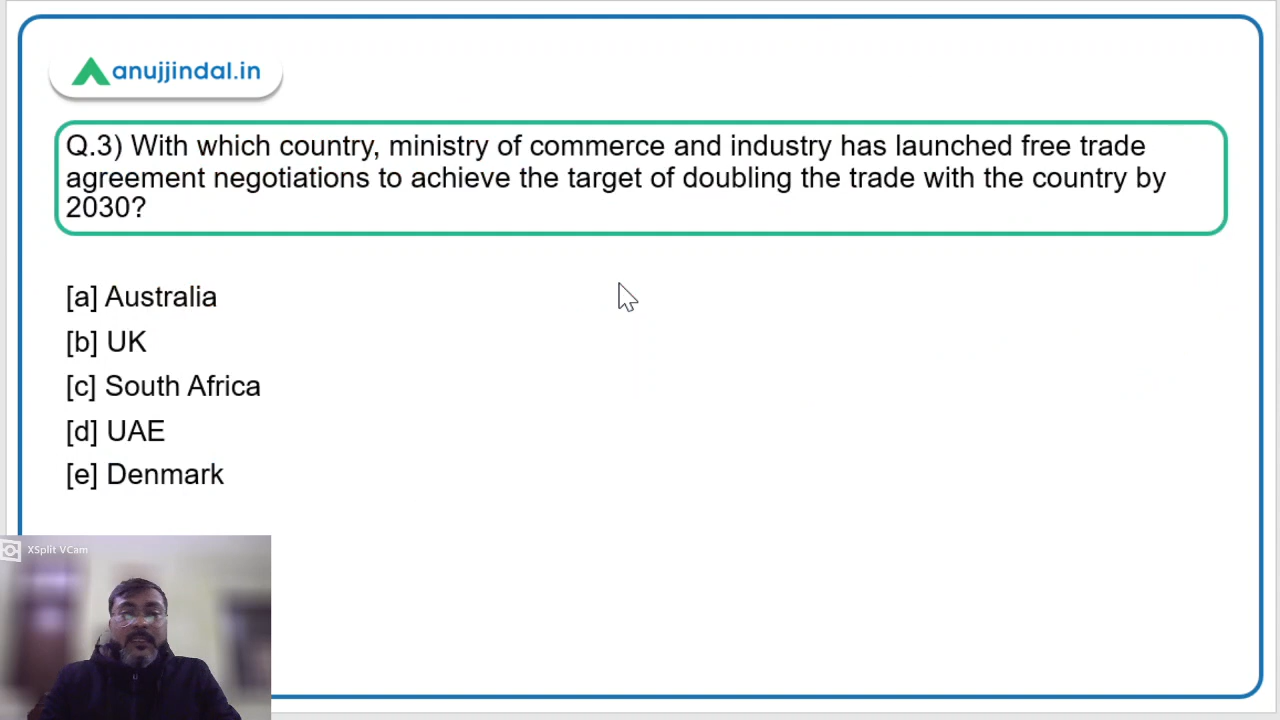 anujjindal.in
Q.3) With which country, ministry of commerce and industry has launched free trade
agreement negotiations to achieve the target of doubling the trade with the country by
2030?
[a] Australia
[b] UK
[c] South Africa
[d] UAE
[e] Denmark
XSplit VCam